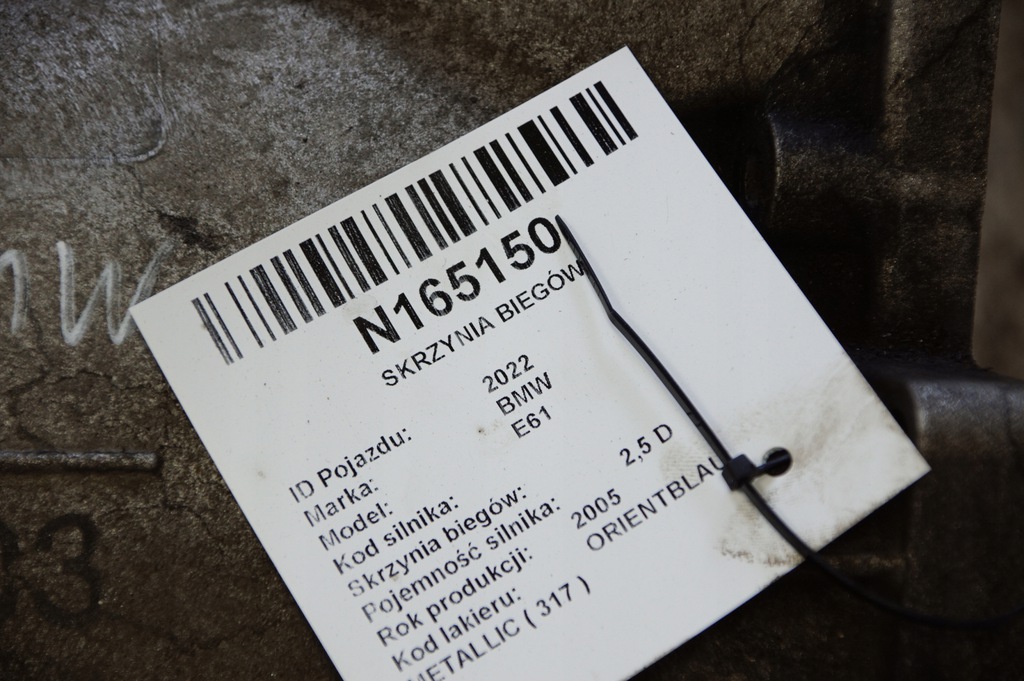 N165150
SKRZYNIA BIEGÓW
ID Pojazdu: 2022
Marka: BMW
Model: E61
Kod silnika:
Skrzynia biegów:
Pojemność silnika: 2,5 D
Rok produkcji: 2005
Kod lakieru: ORIENTBLAU
METALLIC ( 317 )